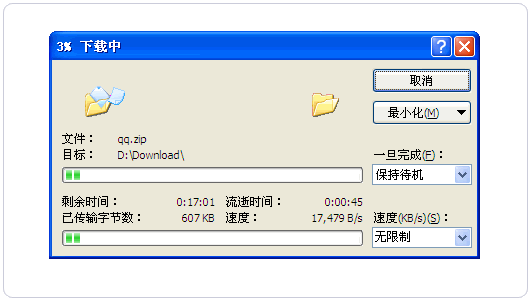 3% 下载中
取消
最小化(M)
文件： qq.zip
目标： D:\Download\
一旦完成(F)：
保持待机
剩余时间： 0:17:01 流逝时间： 0:00:45
已传输字节数： 607 KB 速度： 17,479 B/s
速度(KB/s)(S)：
无限制